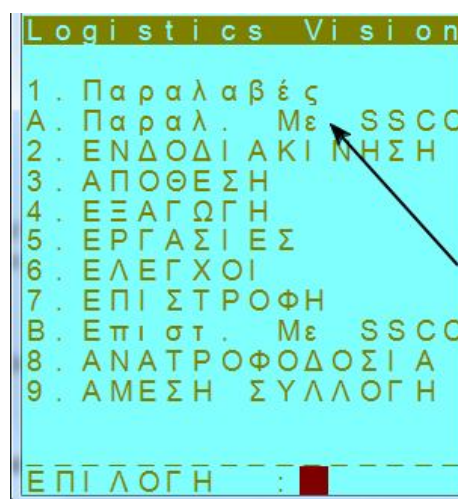 Logistics Vision
1. Παραλαβές
Α. Παραλ. Με SSCC
2. ΕΝΔΟΔΙΑΚΙΝΗΣΗ
3. ΑΠΟΘΕΣΗ
4. ΕΞΑΓΩΓΗ
5. ΕΡΓΑΣΙΕΣ
6. ΕΛΕΓΧΟΙ
7. ΕΠΙΣΤΡΟΦΗ
Β. Επιστ. Με SSCC
8. ΑΝΑΤΡΟΦΟΔΟΣΙΑ
9. ΑΜΕΣΗ ΣΥΛΛΟΓΗ
ΕΠΙΛΟΓΗ :